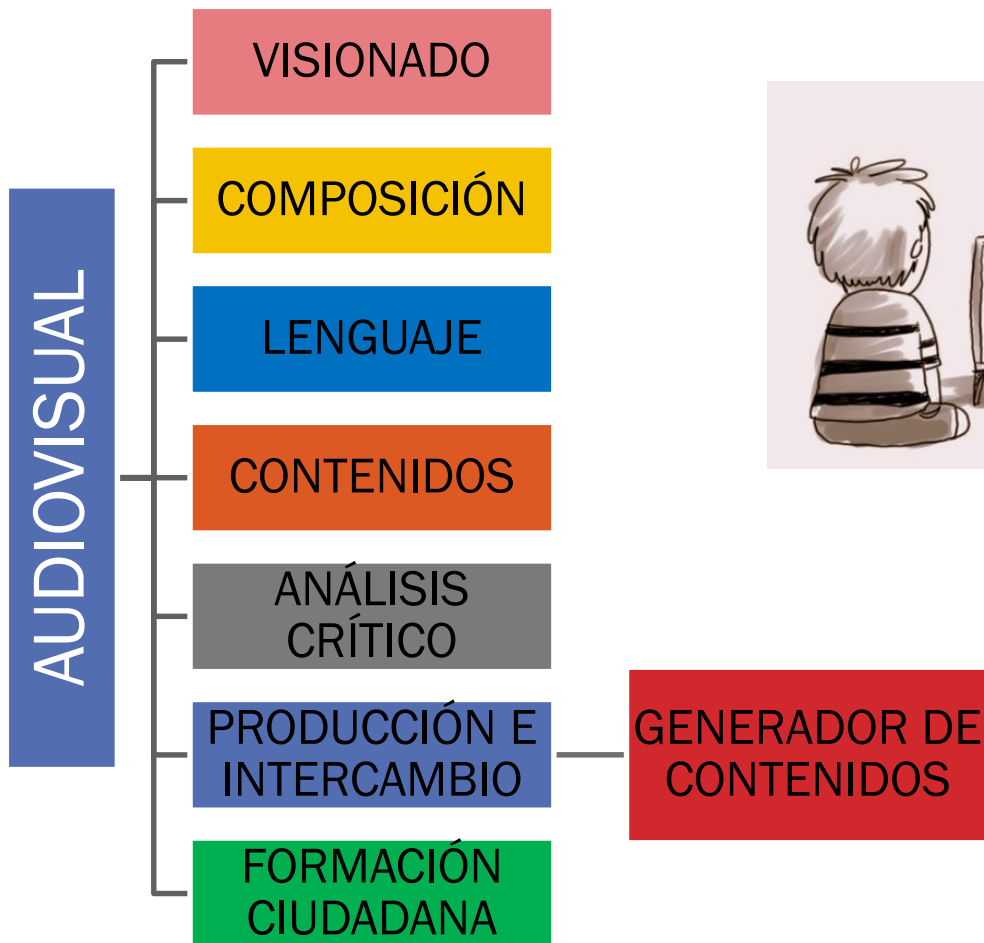 AUDIOVISUAL
VISIONADO
COMPOSICIÓN
LENGUAJE
CONTENIDOS
ANÁLISIS
CRÍTICO
PRODUCCIÓN E
INTERCAMBIO
GENERADOR DE
CONTENIDOS
FORMACIÓN
CIUDADANA